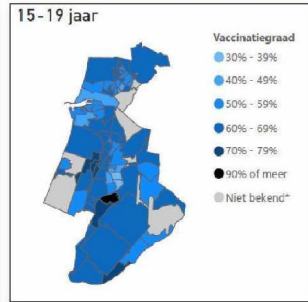 15-19 jaar
Vaccinatiegraad
30% - 39%
40% - 49%
50% - 59%
60% - 69%
70% - 79%
90% of meer
Niet bekend*